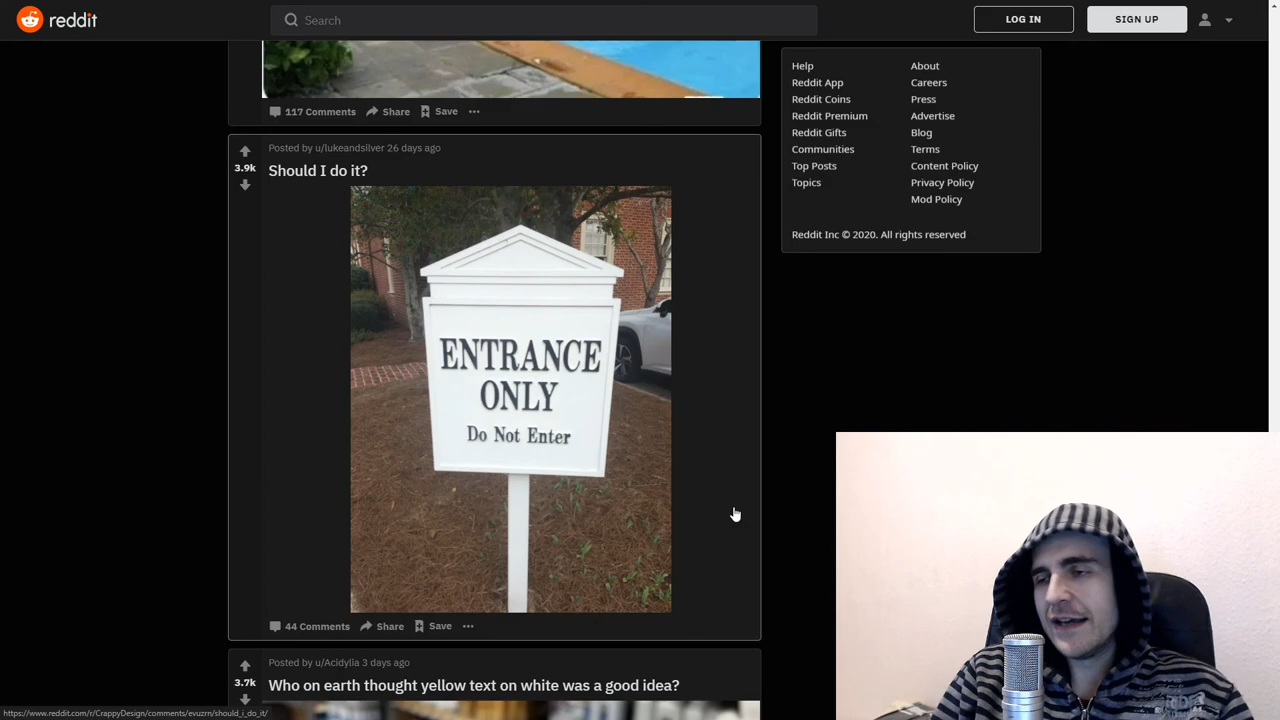 reddit
Search
LOG IN
SIGN UP
117 Comments
Share
Save
Posted by u/lukeandsilver 26 days ago
3.9k
Should I do it?
ENTRANCE
ONLY
Do Not Enter
44 Comments
Share
Save
Posted by u/Acidylia 3 days ago
3.7k
Who on earth thought yellow text on white was a good idea?
Help
About
Reddit App
Careers
Reddit Coins
Press
Reddit Premium
Advertise
Reddit Gifts
Blog
Communities
Terms
Top Posts
Content Policy
Topics
Privacy Policy
Mod Policy
Reddit Inc © 2020. All rights reserved
https://www.reddit.com/r/CrappyDesign/comments/evuzrn/should_i_do_it/